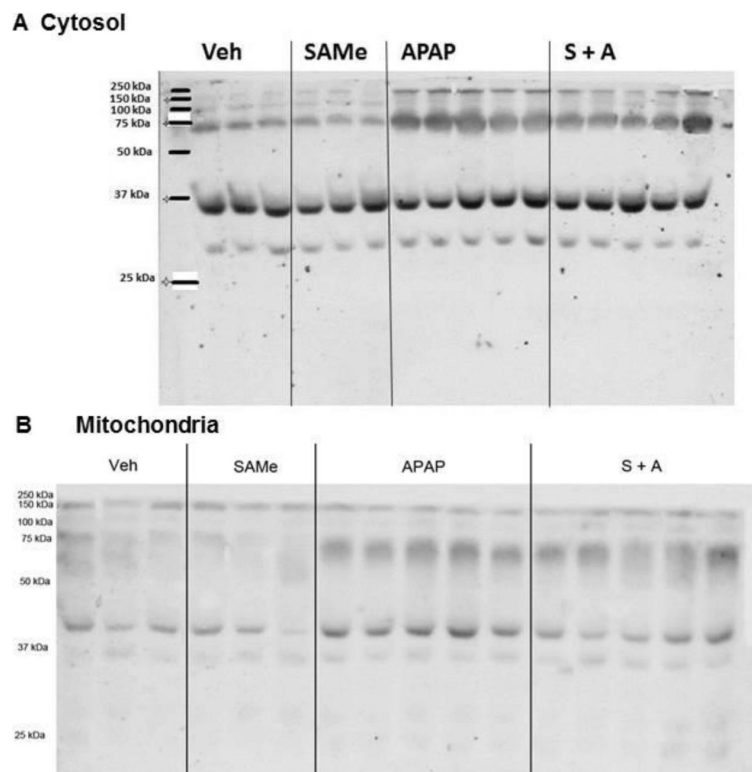 A Cytosol
Veh SAMe APAP S + A
250 kDa
150 kDa
100 kDa
75 kDa
50 kDa
37 kDa
25 kDa
B Mitochondria
Veh SAMe APAP S + A
250 kDa
150 kDa
100 kDa
75 kDa
50 kDa
37 kDa
25 kDa